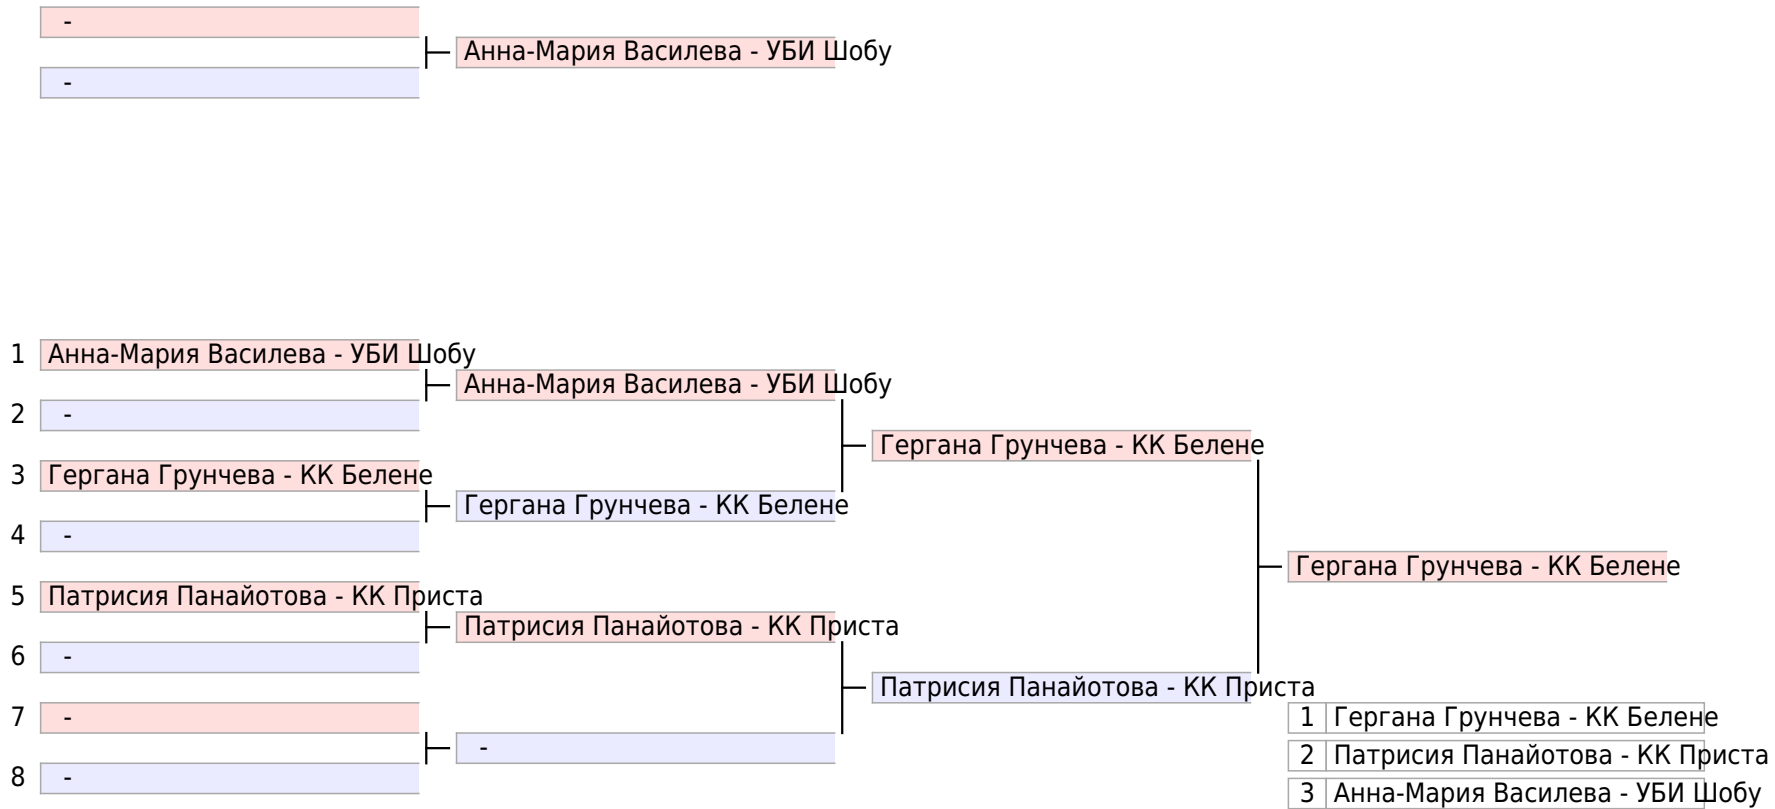 -
Анна-Мария Василева - УБИ Шобу
-
1 Анна-Мария Василева - УБИ Шобу
Анна-Мария Василева - УБИ Шобу
2 -
Гергана Грунчева - КК Белене
3 Гергана Грунчева - КК Белене
Гергана Грунчева - КК Белене
4 -
Гергана Грунчева - КК Белене
5 Патрисия Панайотова - КК Приста
Патрисия Панайотова - КК Приста
6 -
Патрисия Панайотова - КК Приста
7 -
1 Гергана Грунчева - КК Белене
-
2 Патрисия Панайотова - КК Приста
8 -
3 Анна-Мария Василева - УБИ Шобу